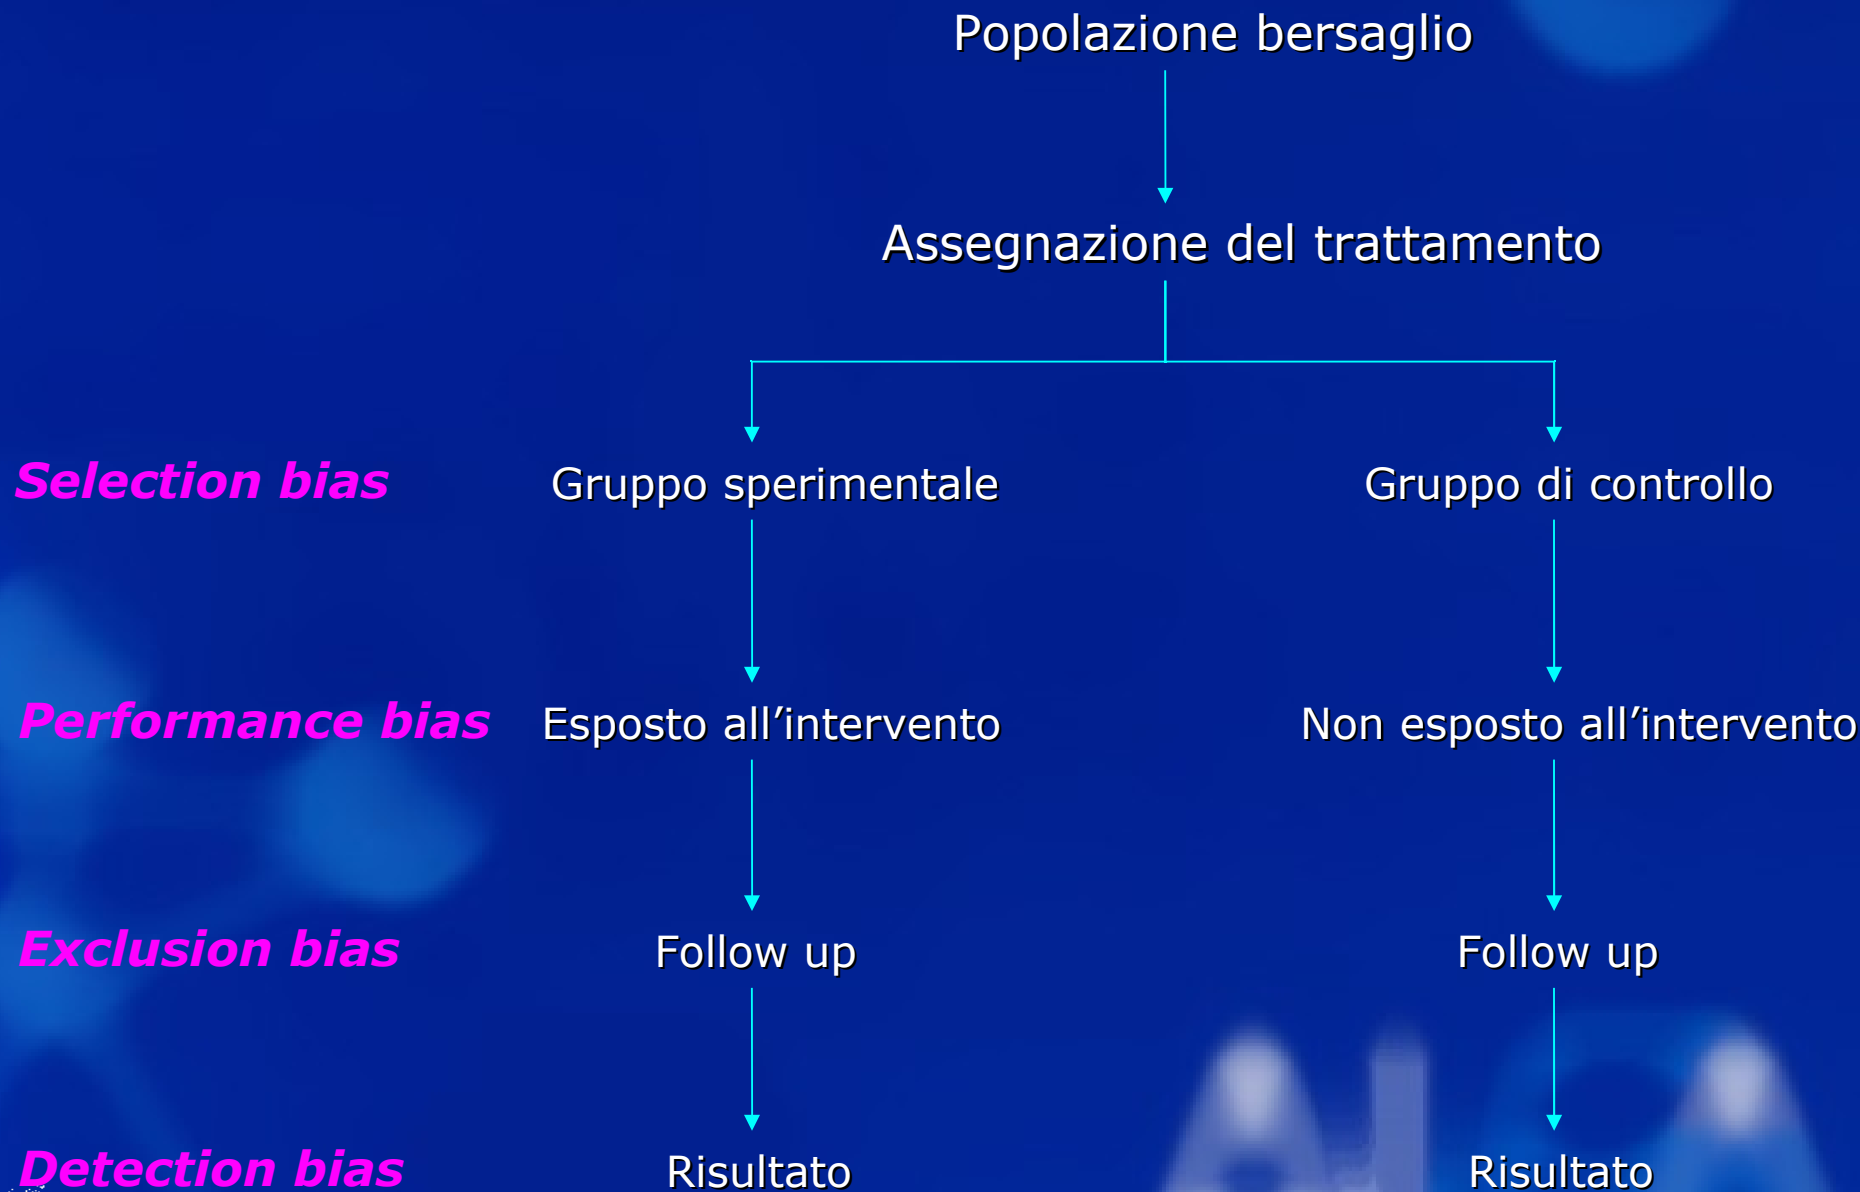 Popolazione bersaglio
Assegnazione del trattamento
Selection bias Gruppo sperimentale Gruppo di controllo
Performance bias Esposto all’intervento Non esposto all’intervento
Exclusion bias Follow up Follow up
Detection bias Risultato Risultato